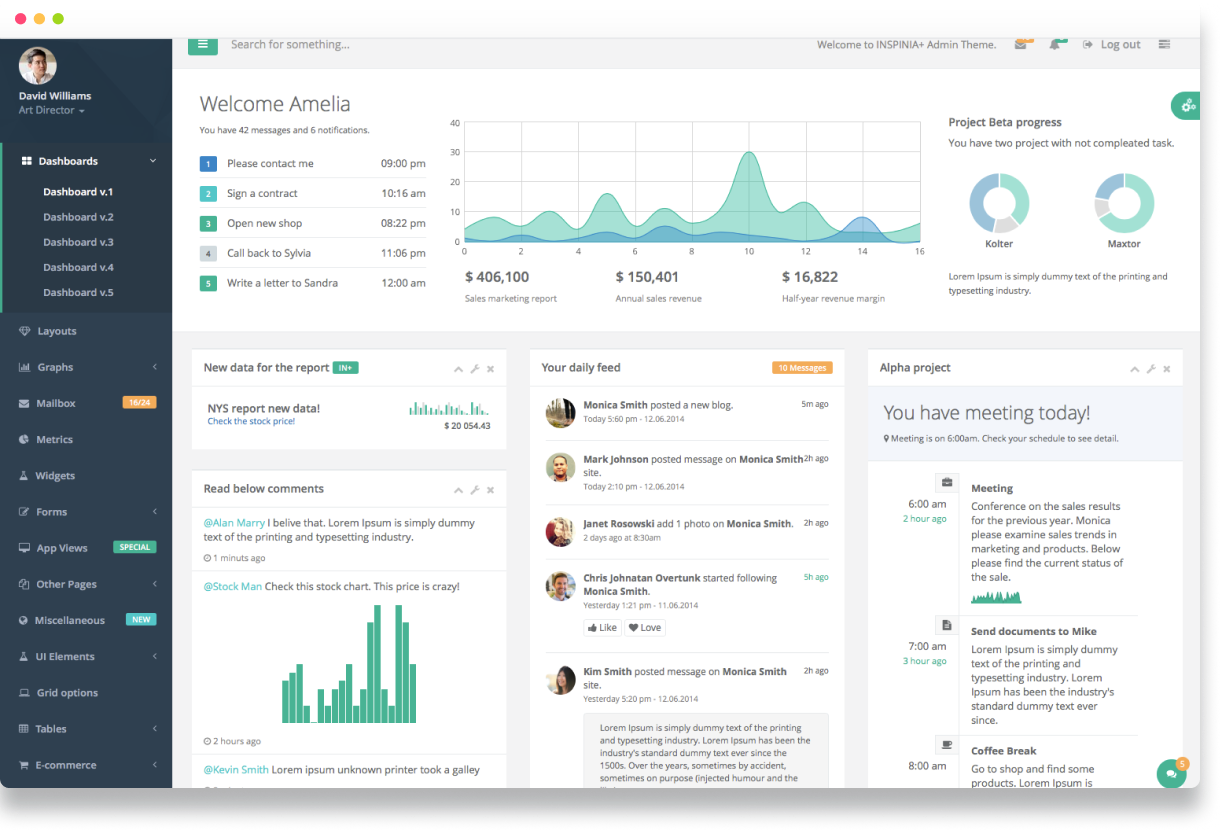 Search for something...
Welcome to INSPINIA+ Admin Theme.
Log out
David Williams
Art Director
Dashboards
Dashboard v.1
Dashboard v.2
Dashboard v.3
Dashboard v.4
Dashboard v.5
Layouts
Graphs
Mailbox 16/24
Metrics
Widgets
Forms
App Views SPECIAL
Other Pages
Miscellaneous NEW
UI Elements
Grid options
Tables
E-commerce
Welcome Amelia
You have 42 messages and 6 notifications.
1 Please contact me 09:00 pm
2 Sign a contract 10:16 am
3 Open new shop 08:22 pm
4 Call back to Sylvia 11:06 pm
5 Write a letter to Sandra 12:00 am
40
30
20
10
0
0 2 4 6 8 10 12 14 16
$ 406,100 $ 150,401 $ 16,822
Sales marketing report Annual sales revenue Half-year revenue margin
Project Beta progress
You have two project with not compleated task.
Kolter Maxtor
Lorem Ipsum is simply dummy text of the printing and
typesetting industry.
New data for the report IN+
NYS report new data!
Check the stock price!
$ 20 054.43
Read below comments
@Alan Marry I belive that. Lorem Ipsum is simply dummy
text of the printing and typesetting industry.
1 minuts ago
@Stock Man Check this stock chart. This price is crazy!
2 hours ago
@Kevin Smith Lorem ipsum unknown printer took a galley
Your daily feed 10 Messages
Monica Smith posted a new blog. 5m ago
Today 5:60 pm - 12.06.2014
Mark Johnson posted message on Monica Smith 2h ago
site.
Today 2:10 pm - 12.06.2014
Janet Rosowski add 1 photo on Monica Smith. 2h ago
2 days ago at 8:30am
Chris Johnatan Overtunk started following 5h ago
Monica Smith.
Yesterday 1:21 pm - 11.06.2014
Like Love
Kim Smith posted message on Monica Smith 2h ago
site.
Yesterday 5:20 pm - 12.06.2014
Lorem Ipsum is simply dummy text of the printing
and typesetting industry. Lorem Ipsum has been the
industry's standard dummy text ever since the
1500s. Over the years, sometimes by accident,
sometimes on purpose (injected humour and the
Alpha project
You have meeting today!
Meeting is on 6:00am. Check your schedule to see detail.
6:00 am
2 hour ago
Meeting
Conference on the sales results
for the previous year. Monica
please examine sales trends in
marketing and products. Below
please find the current status of
the sale.
7:00 am
3 hour ago
Send documents to Mike
Lorem Ipsum is simply dummy
text of the printing and
typesetting industry. Lorem
Ipsum has been the industry's
standard dummy text ever
since.
8:00 am
Coffee Break
Go to shop and find some
products. Lorem Ipsum is
5